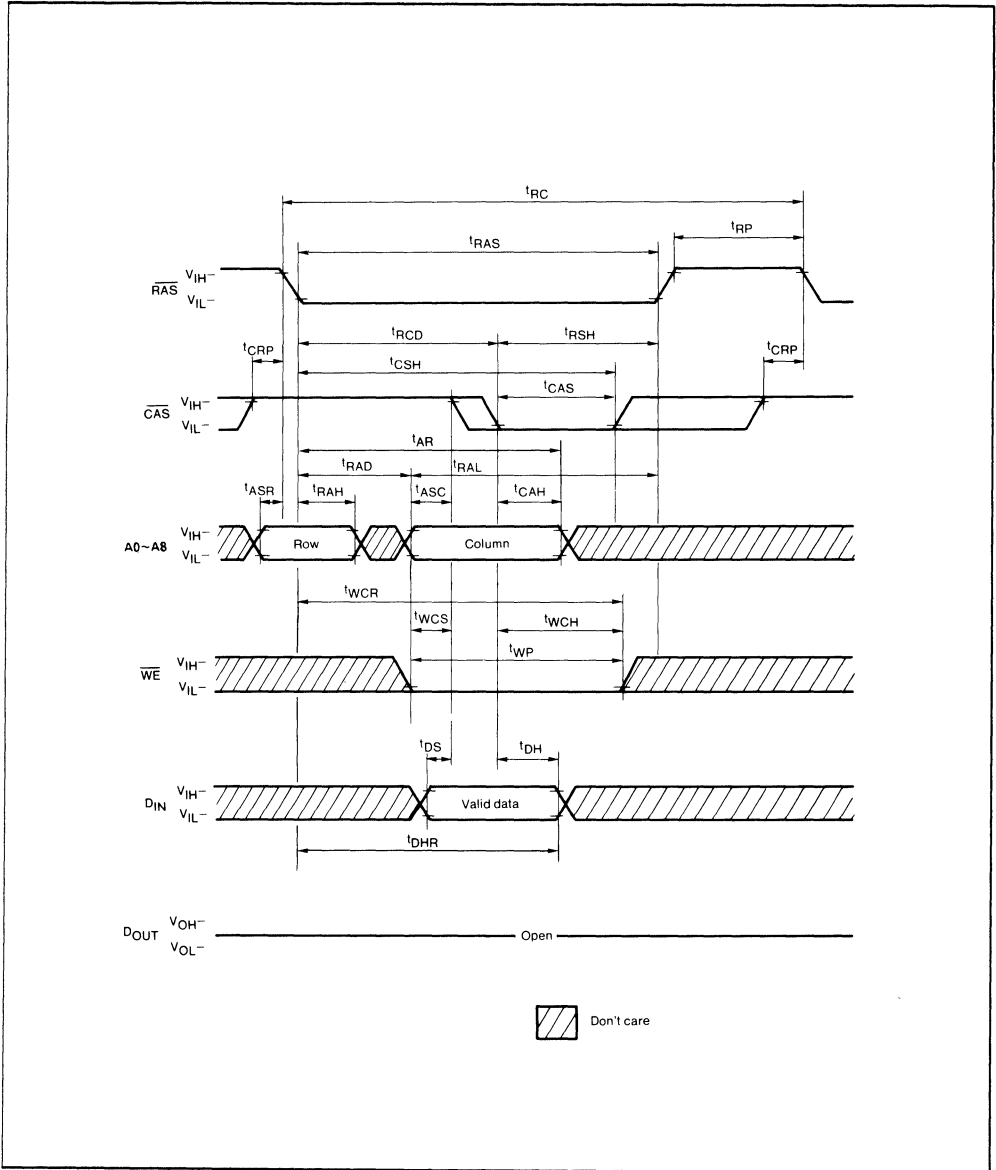 tRC
tRP
tRAS
RAS VIH–
VIL–
tRCD tRSH
tCRP tCSH tCRP
tCAS
CAS VIH–
VIL–
tAR
tRAD tRAL
tASR tRAH tASC tCAH
A0~A8 VIH– Row Column
VIL–
tWCR
tWCS tWCH
tWP
WE VIH–
VIL–
tDS tDH
DIN VIH– Valid data
VIL–
tDHR
DOUT VOH– Open
VOL–
Don't care